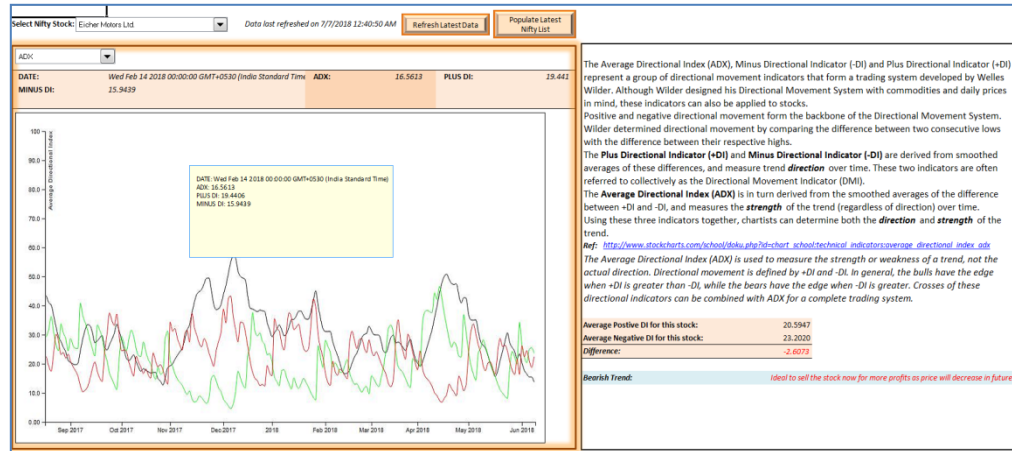 Select Nifty Stock: Eicher Motors Ltd. Data last refreshed on 7/7/2018 12:40:50 AM Refresh Latest Data Populate Latest
Nifty List
ADX
DATE: Wed Feb 14 2018 00:00:00 GMT+0530 (India Standard Time ADX: 16.5613 PLUS DI: 19.441
MINUS DI: 15.9439
Average Directional Index
100
90.0
80.0
70.0
60.0
50.0
40.0
30.0
20.0
10.0
0.00
DATE: Wed Feb 14 2018 00:00:00 GMT+0530 (India Standard Time)
ADX: 16.5613
PLUS DI: 19.4406
MINUS DI: 15.9439
Sep 2017 Oct 2017 Nov 2017 Dec 2017 2018 Feb 2018 Mar 2018 Apr 2018 May 2018 Jun 2018
The Average Directional Index (ADX), Minus Directional Indicator (-DI) and Plus Directional Indicator (+DI)
represent a group of directional movement indicators that form a trading system developed by Welles
Wilder. Although Wilder designed his Directional Movement System with commodities and daily prices
in mind, these indicators can also be applied to stocks.
Positive and negative directional movement form the backbone of the Directional Movement System.
Wilder determined directional movement by comparing the difference between two consecutive lows
with the difference between their respective highs.
The Plus Directional Indicator (+DI) and Minus Directional Indicator (-DI) are derived from smoothed
averages of these differences, and measure trend direction over time. These two indicators are often
referred to collectively as the Directional Movement Indicator (DMI).
The Average Directional Index (ADX) is in turn derived from the smoothed averages of the difference
between +DI and -DI, and measures the strength of the trend (regardless of direction) over time.
Using these three indicators together, chartists can determine both the direction and strength of the
trend.
Ref: http://www.stockcharts.com/school/doku.php?id=chart_school:technical_indicators:average_directional_index_adx
The Average Directional Index (ADX) is used to measure the strength or weakness of a trend, not the
actual direction. Directional movement is defined by +DI and -DI. In general, the bulls have the edge
when +DI is greater than -DI, while the bears have the edge when -DI is greater. Crosses of these
directional indicators can be combined with ADX for a complete trading system.
Average Postive DI for this stock: 20.5947
Average Negative DI for this stock: 23.2020
Difference: -2.6073
Bearish Trend: Ideal to sell the stock now for more profits as price will decrease in future